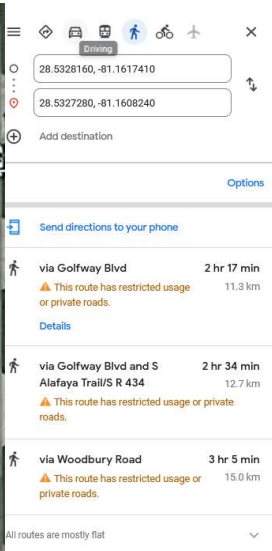 Driving
28.5328160, -81.1617410
28.5327280, -81.1608240
Add destination
Options
Send directions to your phone
via Golfway Blvd 2 hr 17 min
This route has restricted usage 11.3 km
or private roads.
Details
via Golfway Blvd and S 2 hr 34 min
Alafaya Trail/S R 434 12.7 km
This route has restricted usage or private
roads.
via Woodbury Road 3 hr 5 min
This route has restricted usage or 15.0 km
private roads.
All routes are mostly flat